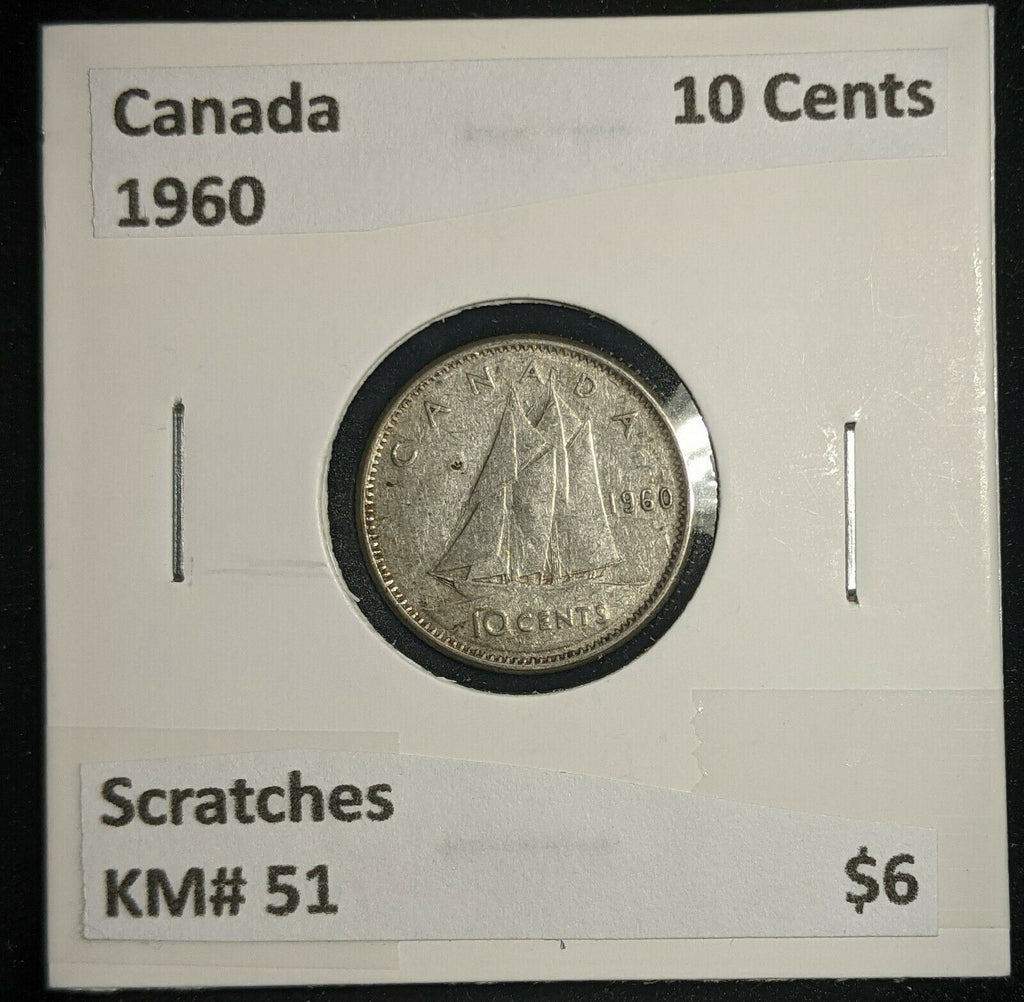 Canada 10 Cents
1960
CANADA
1960
10 CENTS
Scratches
KM# 51 $6